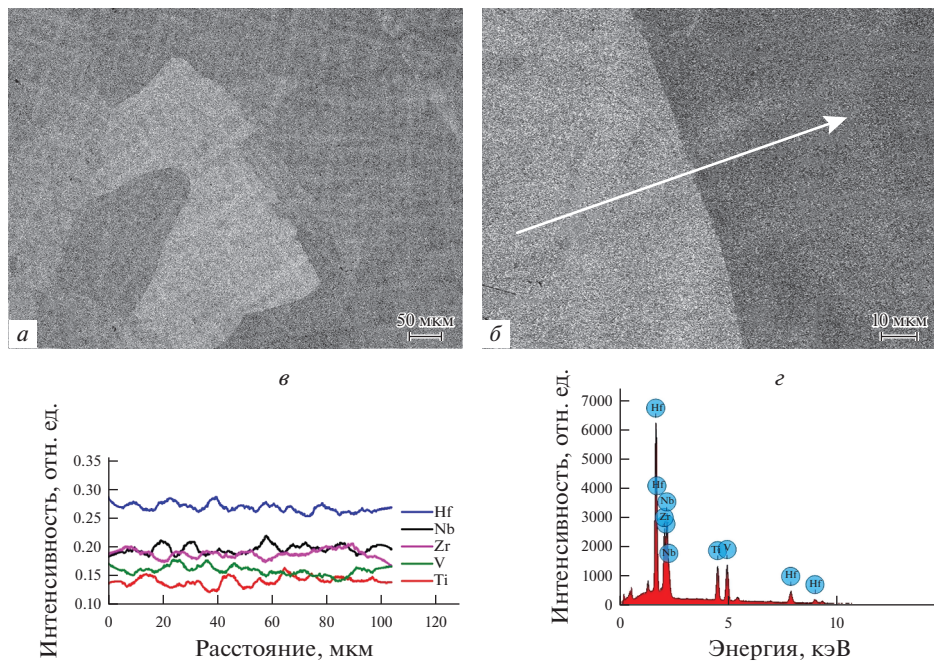 а
50 мкм
б
10 мкм
в
г
Интенсивность, отн. ед.
0.35
0.30
0.25
0.20
0.15
0.10
Hf
Nb
Zr
V
Ti
0
20
40
60
80
100
120
Расстояние, мкм
Интенсивность, отн. ед.
7000
6000
5000
4000
3000
2000
1000
0
Hf
Hf
Nb
Zr
Nb
Ti
V
Hf
Hf
0
5
10
Энергия, кэВ